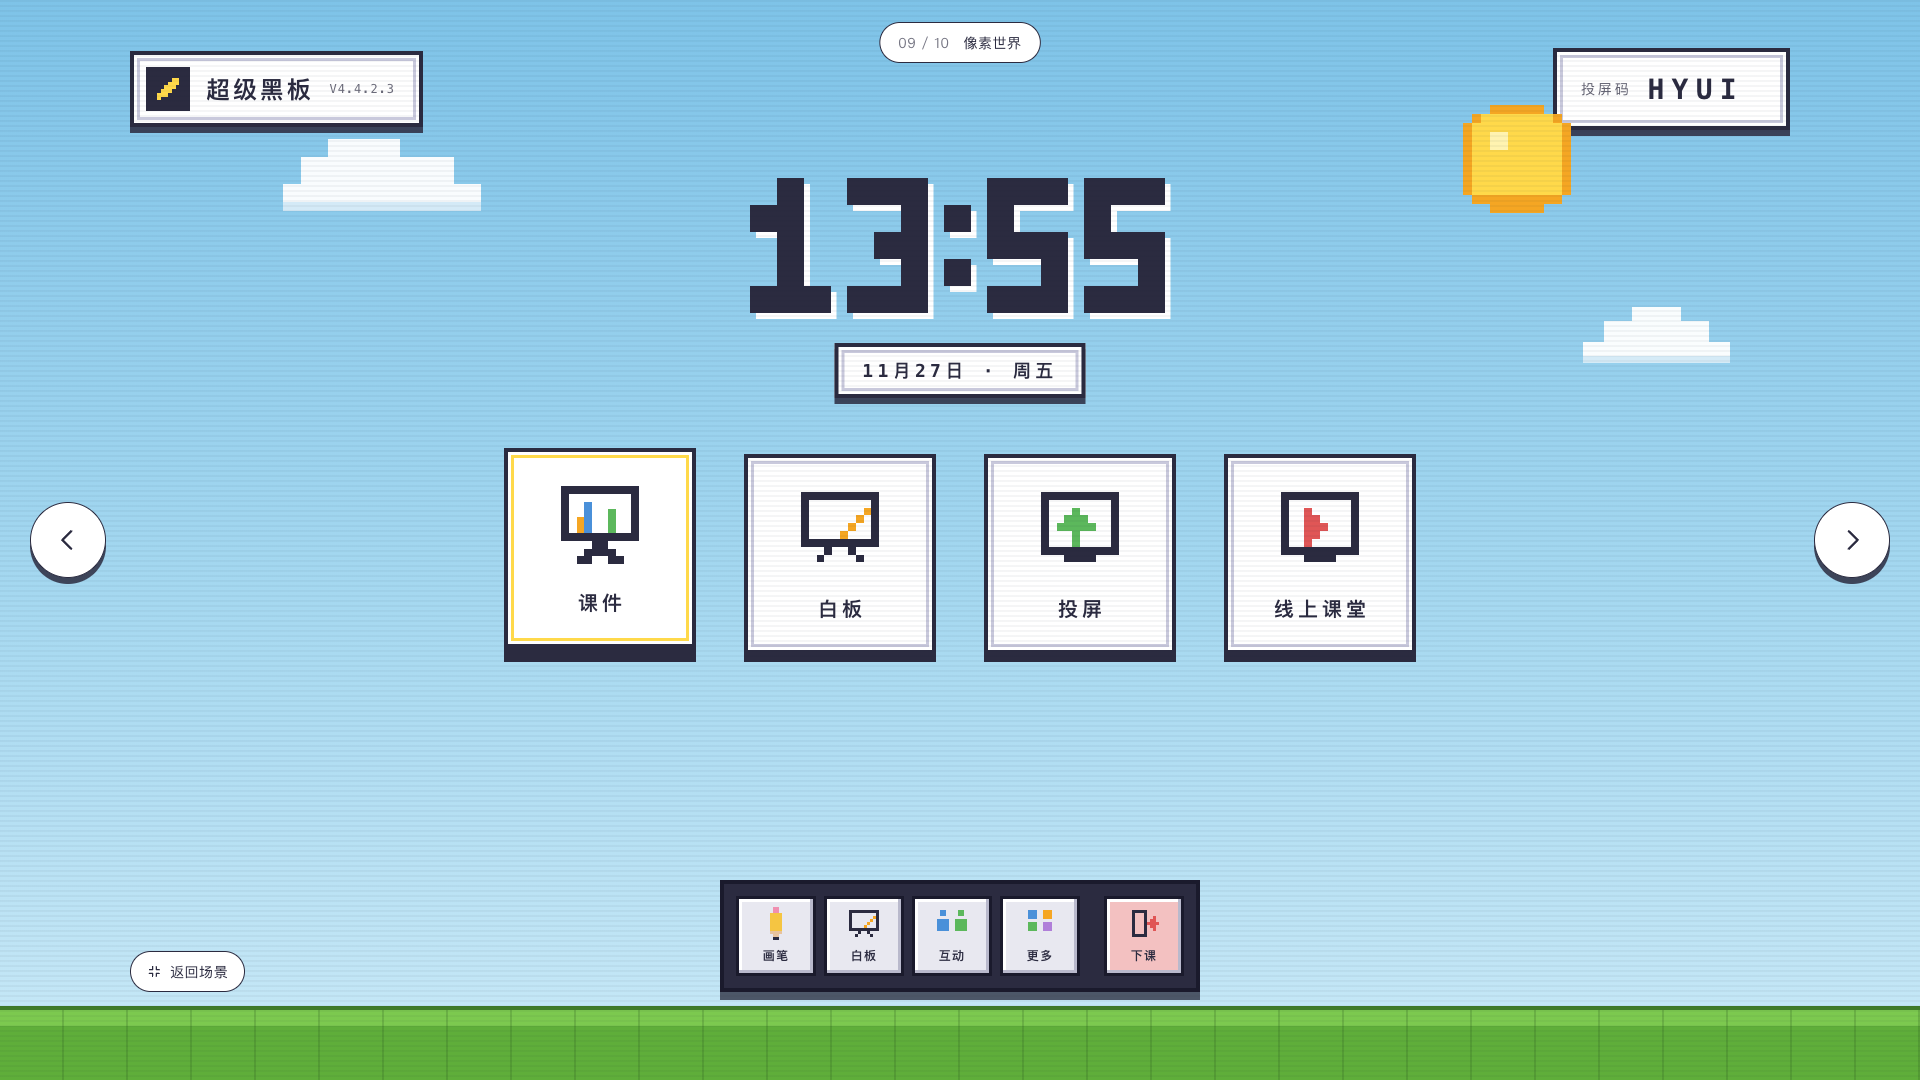 09 / 10 像素世界
超级黑板 V4.4.2.3
投屏码 HYUI
13:55
11月27日 · 周五
课件
白板
投屏
线上课堂
画笔
白板
互动
更多
下课
返回场景